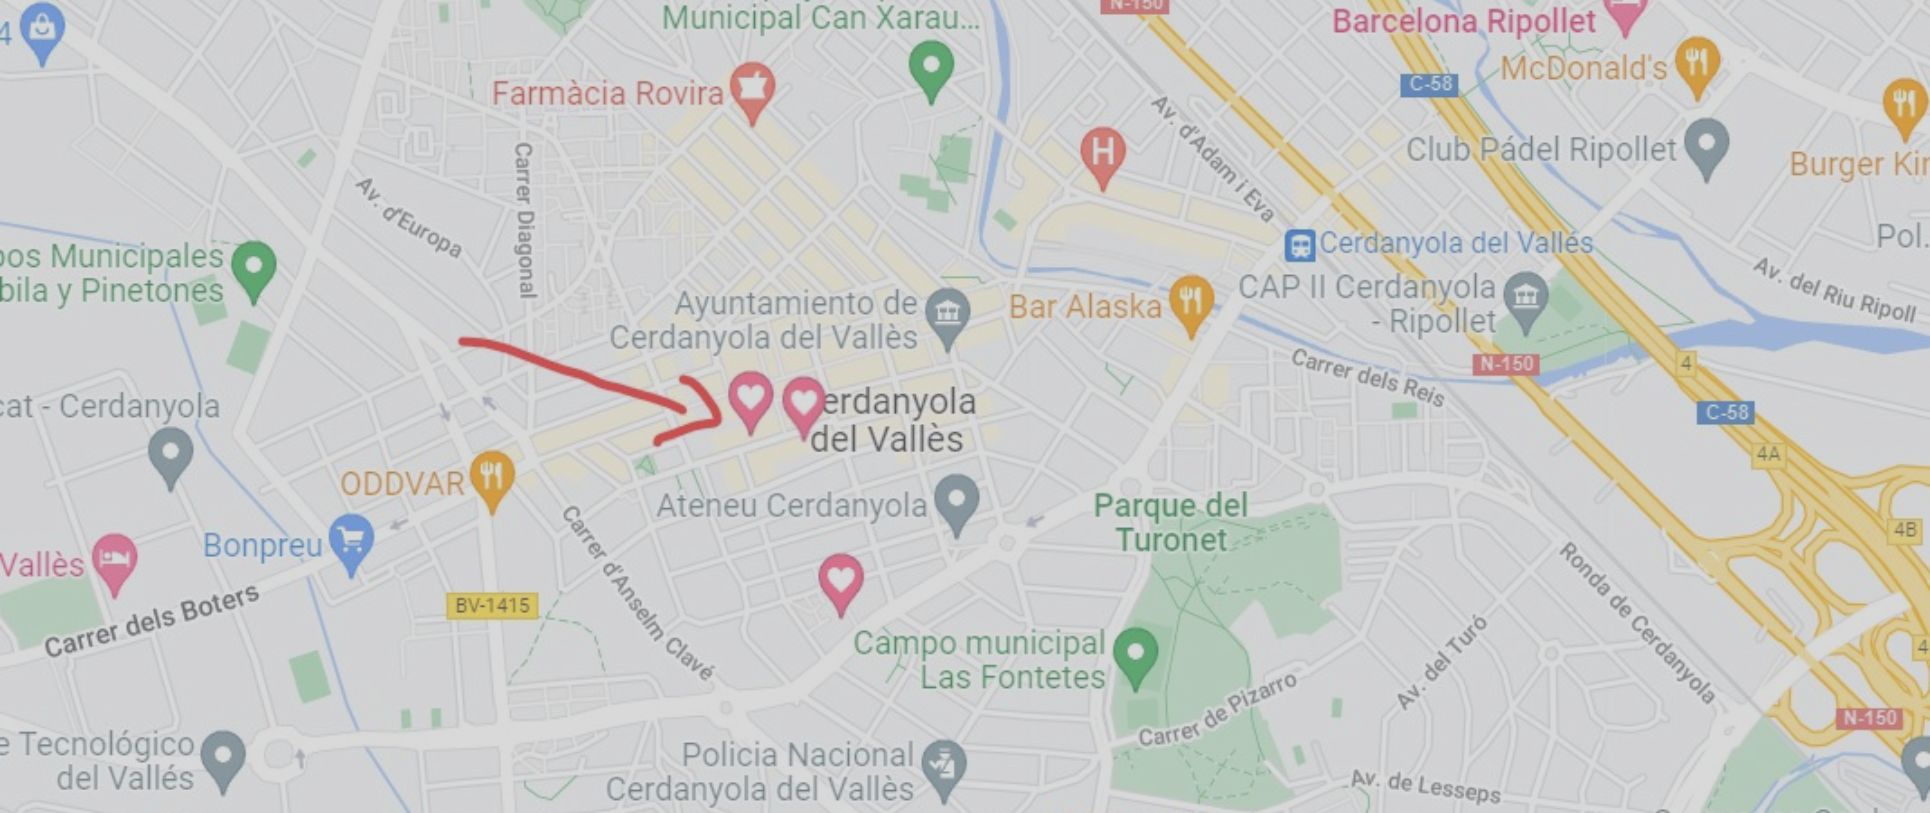 N-150
Municipal Can Xarau...
Barcelona Ripollet
4
McDonald's
C-58
Farmàcia Rovira
H
Av. d'Adam i Eva
Club Pádel Ripollet
Burger Kin
Carrer Diagonal
Av. d'Europa
pos Municipales
bila y Pinetones
Cerdanyola del Vallés
Pol.
Av. del Riu Ripoll
Ayuntamiento de
Cerdanyola del Vallès
Bar Alaska
CAP II Cerdanyola
- Ripollet
N-150
4
Carrer dels Reis
cat - Cerdanyola
erdanyola
del Vallès
C-58
4A
ODDVAR
Ateneu Cerdanyola
Parque del
Turonet
4B
Bonpreu
Vallès
Carrer d'Anselm Clavé
BV-1415
Carrer dels Boters
Ronda de Cerdanyola
Campo municipal
Las Fontetes
Av. del Turó
4
Carrer de Pizarro
N-150
e Tecnológico
del Vallés
Policia Nacional
Cerdanyola del Vallès
Av. de Lesseps